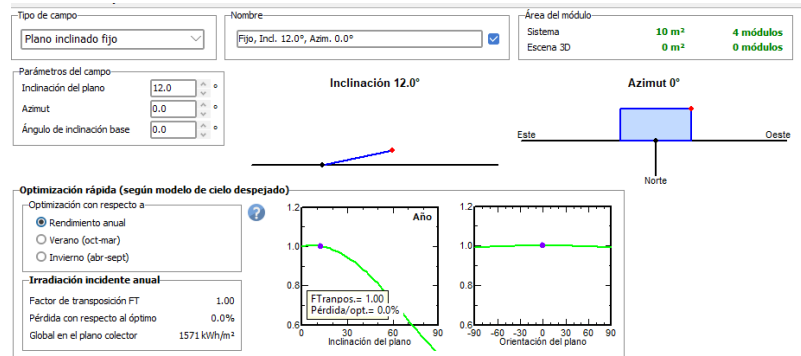 Tipo de campo
Plano inclinado fijo
Nombre
Fijo, Incl. 12.0°, Azim. 0.0°
Área del módulo
Sistema 10 m² 4 módulos
Escena 3D 0 m² 0 módulos
Parámetros del campo
Inclinación del plano 12.0 °
Azimut 0.0 °
Ángulo de inclinación base 0.0 °
Inclinación 12.0°
Azimut 0°
Este
Oeste
Norte
Optimización rápida (según modelo de cielo despejado)
Optimización con respecto a
Rendimiento anual
Verano (oct-mar)
Invierno (abr-sept)
?
Irradiación incidente anual
Factor de transposición FT 1.00
Pérdida con respecto al óptimo 0.0%
Global en el plano colector 1571 kWh/m²
Año
1.2
1.0
0.8
0.6
FTranpos.= 1.00
Pérdida/opt.= 0.0%
0 30 60 90
Inclinación del plano
1.2
1.0
0.8
0.6
-90 -60 -30 0 30 60 90
Orientación del plano